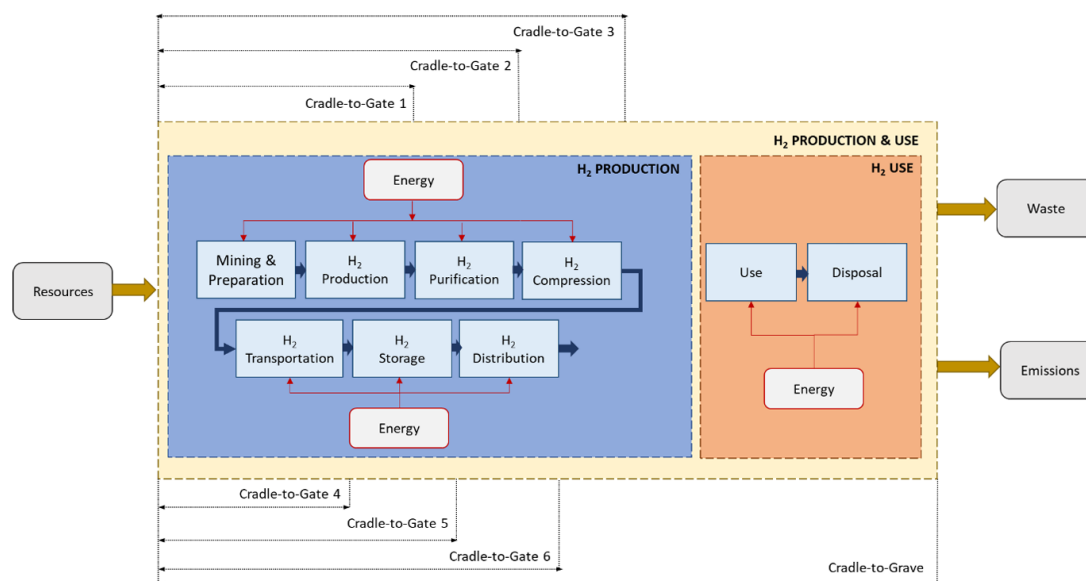 Cradle-to-Gate 3
Cradle-to-Gate 2
Cradle-to-Gate 1
H₂ PRODUCTION & USE
H₂ PRODUCTION
H₂ USE
Energy
Waste
Mining &
Preparation
H₂
Production
H₂
Purification
H₂
Compression
Use
Disposal
Resources
H₂
Transportation
H₂
Storage
H₂
Distribution
Energy
Energy
Emissions
Cradle-to-Gate 4
Cradle-to-Gate 5
Cradle-to-Gate 6
Cradle-to-Grave